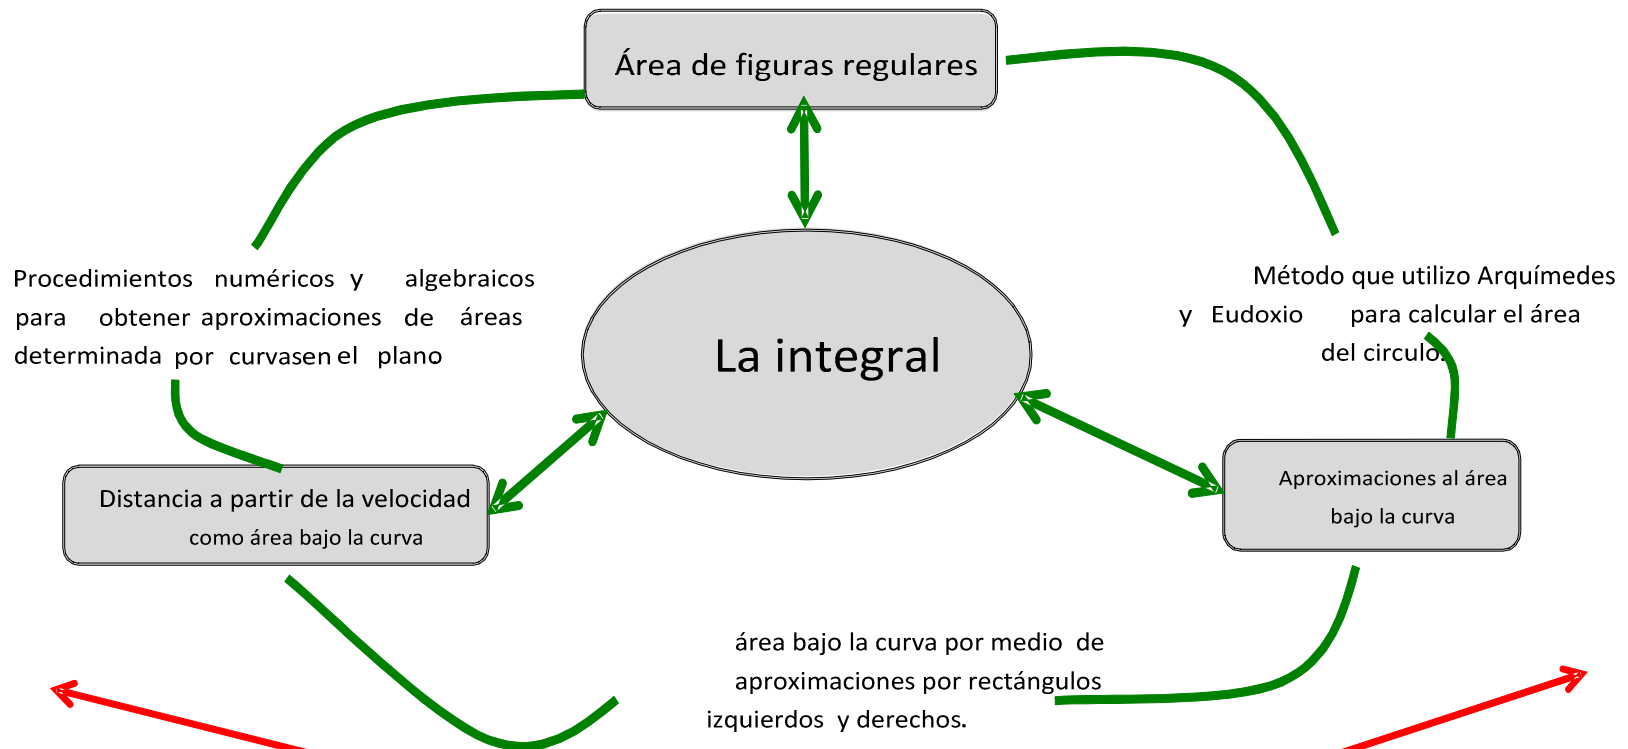 Área de figuras regulares
Procedimientos numéricos y algebraicos
para obtener aproximaciones de áreas
determinada por curvasen el plano
Método que utilizo Arquímedes
y Eudoxio para calcular el área
del circulo.
La integral
Distancia a partir de la velocidad
como área bajo la curva
Aproximaciones al área
bajo la curva
área bajo la curva por medio de
aproximaciones por rectángulos
izquierdos y derechos.